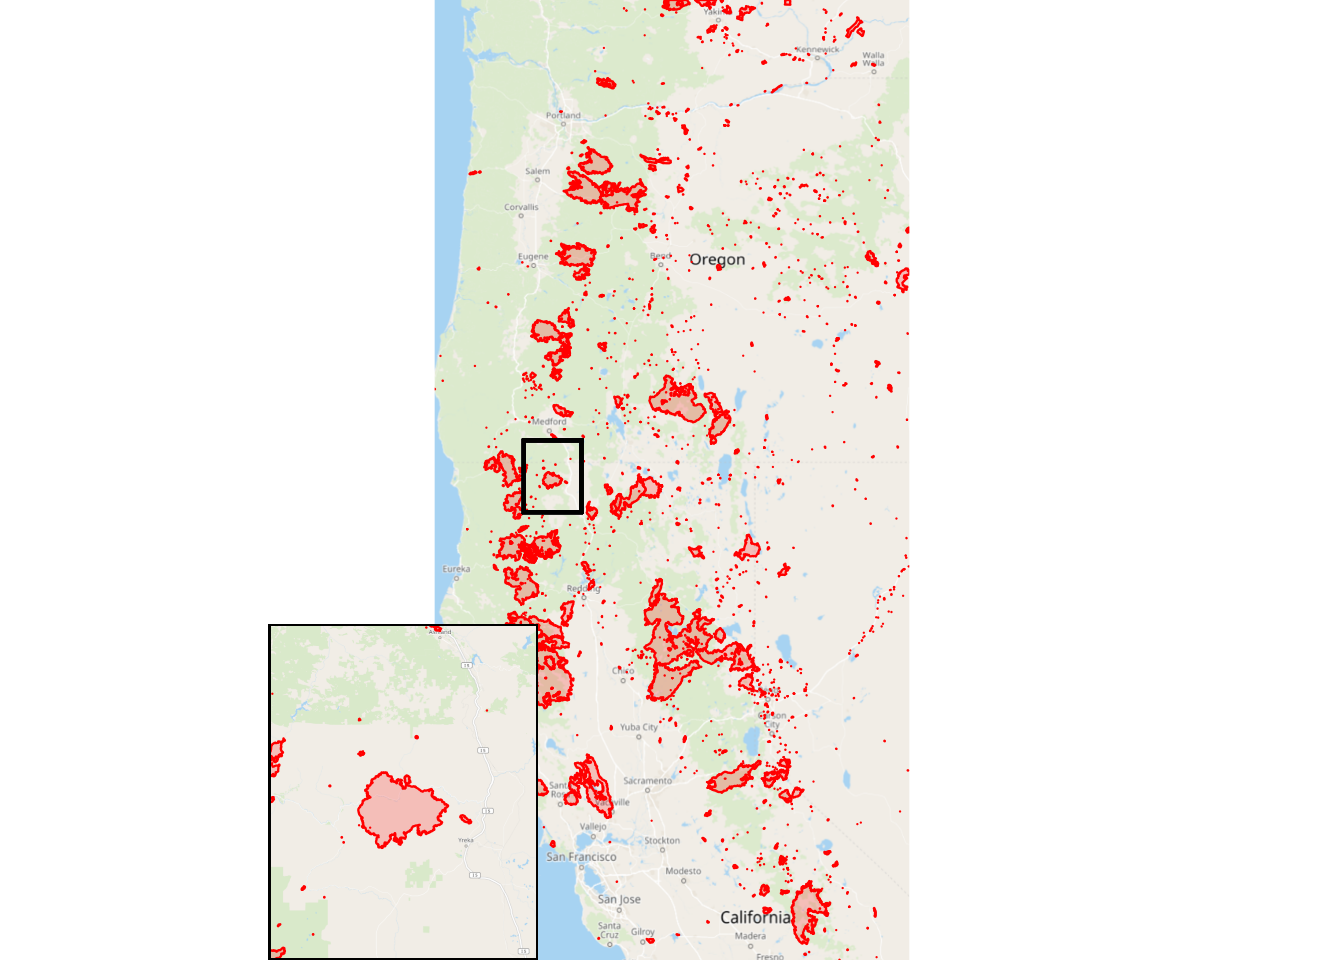 Yakima
Kennewick
Walla
Walla
Portland
Salem
Corvallis
Eugene
Bend
Oregon
Medford
Eureka
Redding
Ashland
I 5
I 5
I 5
Yreka
I 5
I 5
Chico
Yuba City
Carson
City
Santa
Rosa
Sacramento
Vacaville
Vallejo
Stockton
San Francisco
Modesto
San Jose
California
Santa
Cruz
Gilroy
Madera
Fresno